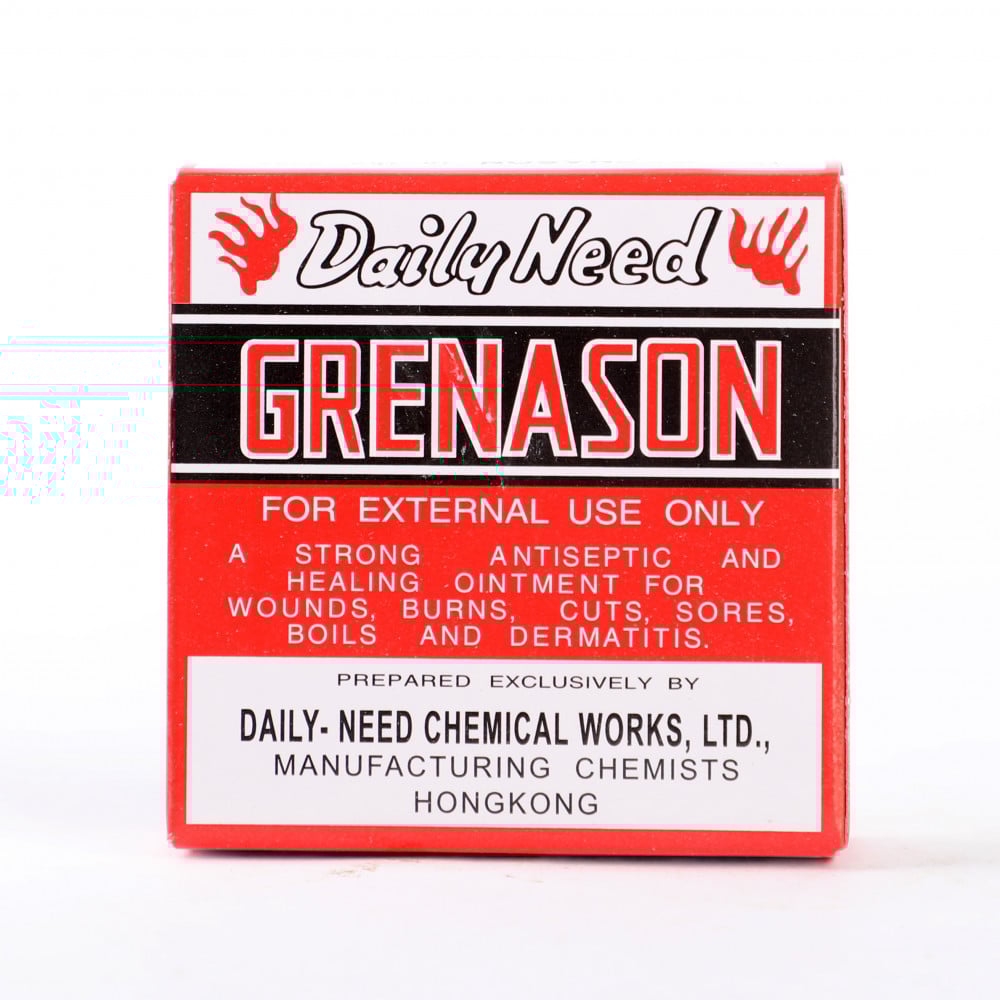 Daily Need
GRENASON
FOR EXTERNAL USE ONLY
A STRONG ANTISEPTIC AND
HEALING OINTMENT FOR
WOUNDS, BURNS, CUTS, SORES,
BOILS AND DERMATITIS.
PREPARED EXCLUSIVELY BY
DAILY- NEED CHEMICAL WORKS, LTD.,
MANUFACTURING CHEMISTS
HONGKONG